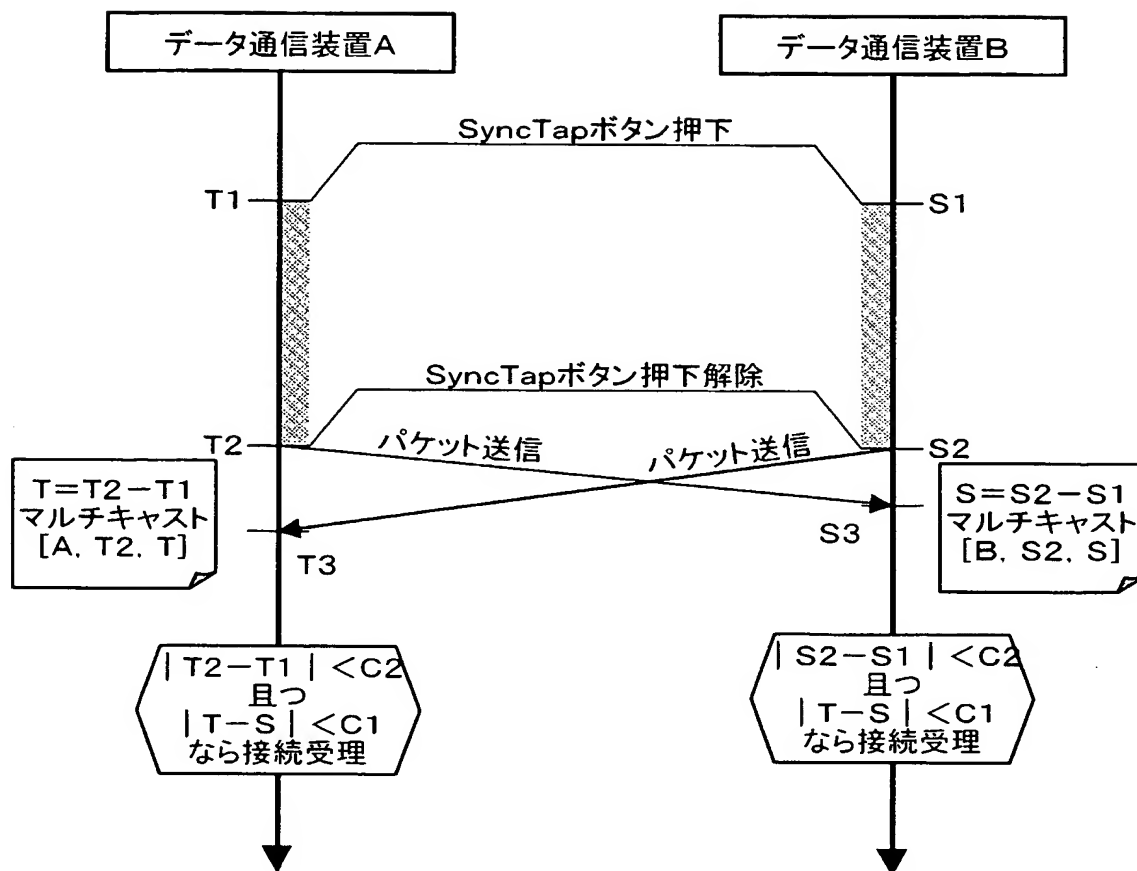 データ通信装置A
データ通信装置B
SyncTapボタン押下
T1
S1
SyncTapボタン押下解除
T2
パケット送信
パケット送信
S2
T=T2-T1
マルチキャスト
[A, T2, T]
T3
S3
S=S2-S1
マルチキャスト
[B, S2, S]
|T2-T1|<C2
且つ
|T-S|<C1
なら接続受理
|S2-S1|<C2
且つ
|T-S|<C1
なら接続受理